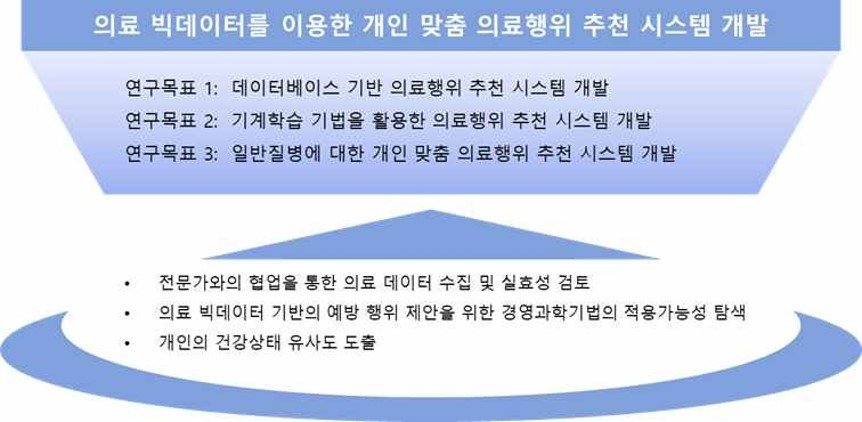 의료 빅데이터를 이용한 개인 맞춤 의료행위 추천 시스템 개발
연구목표 1: 데이터베이스 기반 의료행위 추천 시스템 개발
연구목표 2: 기계학습 기법을 활용한 의료행위 추천 시스템 개발
연구목표 3: 일반질병에 대한 개인 맞춤 의료행위 추천 시스템 개발
• 전문가와의 협업을 통한 의료 데이터 수집 및 실효성 검토
• 의료 빅데이터 기반의 예방 행위 제안을 위한 경영과학기법의 적용가능성 탐색
• 개인의 건강상태 유사도 도출